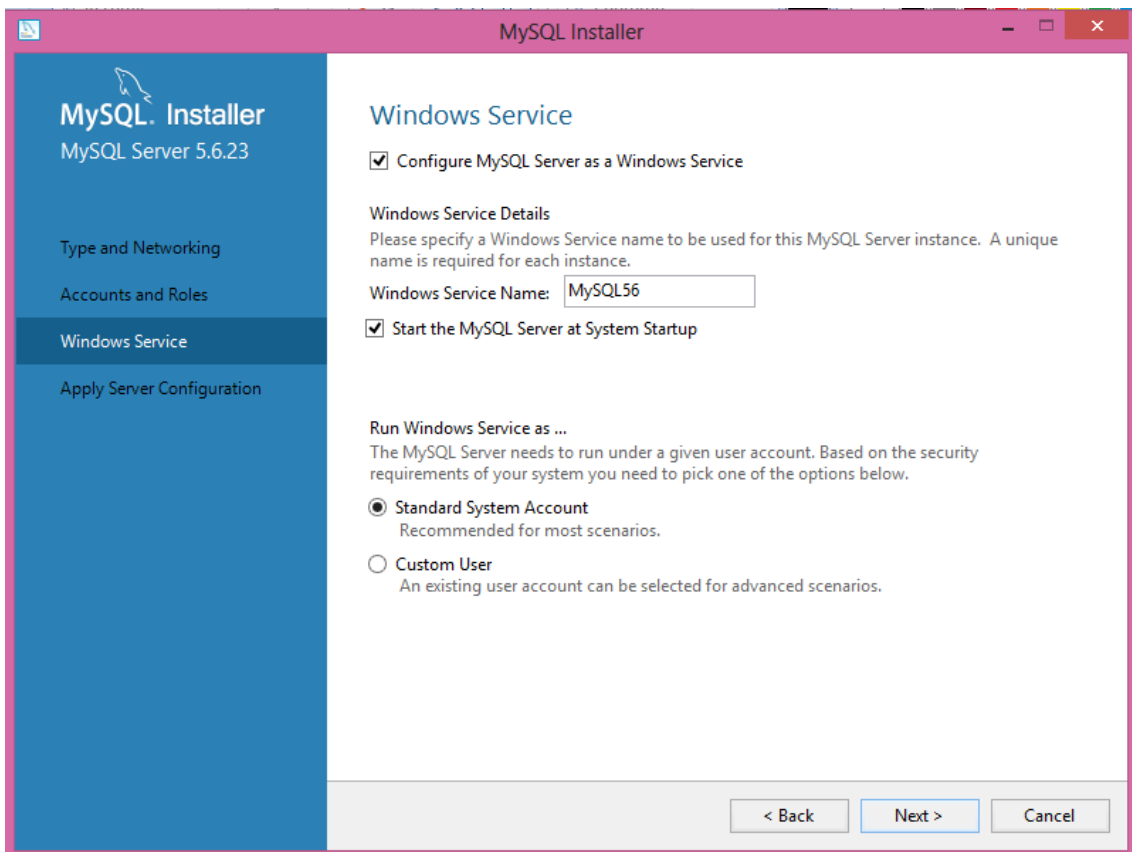 MySQL Installer
MySQL. Installer
MySQL Server 5.6.23
Type and Networking
Accounts and Roles
Windows Service
Apply Server Configuration
Windows Service
Configure MySQL Server as a Windows Service
Windows Service Details
Please specify a Windows Service name to be used for this MySQL Server instance. A unique
name is required for each instance.
Windows Service Name: MySQL56
Start the MySQL Server at System Startup
Run Windows Service as ...
The MySQL Server needs to run under a given user account. Based on the security
requirements of your system you need to pick one of the options below.
Standard System Account
Recommended for most scenarios.
Custom User
An existing user account can be selected for advanced scenarios.
< Back Next > Cancel